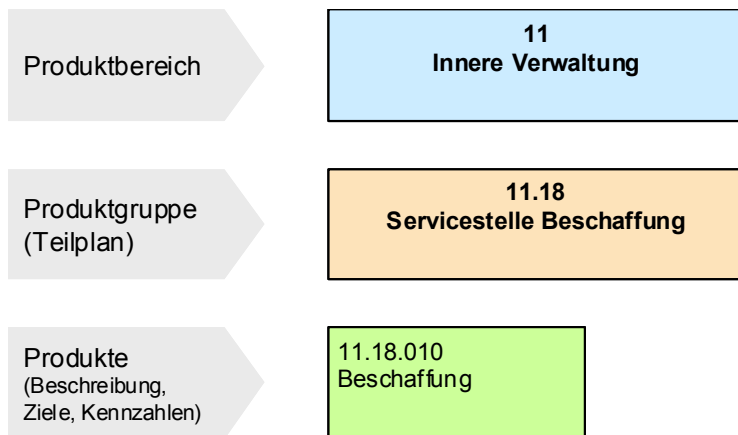 Produktbereich
11
Innere Verwaltung
Produktgruppe
(Teilplan)
11.18
Servicestelle Beschaffung
Produkte
(Beschreibung,
Ziele, Kennzahlen)
11.18.010
Beschaffung